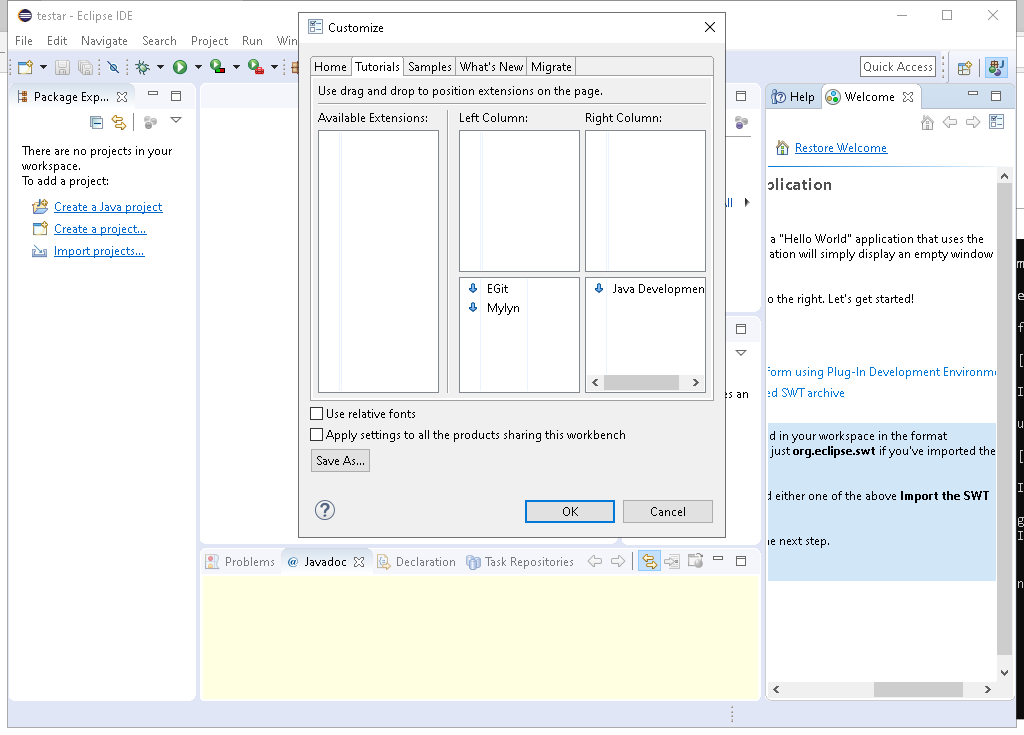 testar - Eclipse IDE
File Edit Navigate Search Project Run Win
Quick Access
Package Exp...
There are no projects in your
workspace.
To add a project:
Create a Java project
Create a project...
Import projects...
Customize
Home Tutorials Samples What's New Migrate
Use drag and drop to position extensions on the page.
Available Extensions:
Left Column:
Right Column:
EGit
Mylyn
Java Developmen
Use relative fonts
Apply settings to all the products sharing this workbench
Save As...
OK
Cancel
Help Welcome
Restore Welcome
plication
a "Hello World" application that uses the
ation will simply display an empty window
o the right. Let's get started!
form using Plug-In Development Environme
ed SWT archive
d in your workspace in the format
just org.eclipse.swt if you've imported the
d either one of the above Import the SWT
he next step.
es an
Problems @ Javadoc Declaration Task Repositories